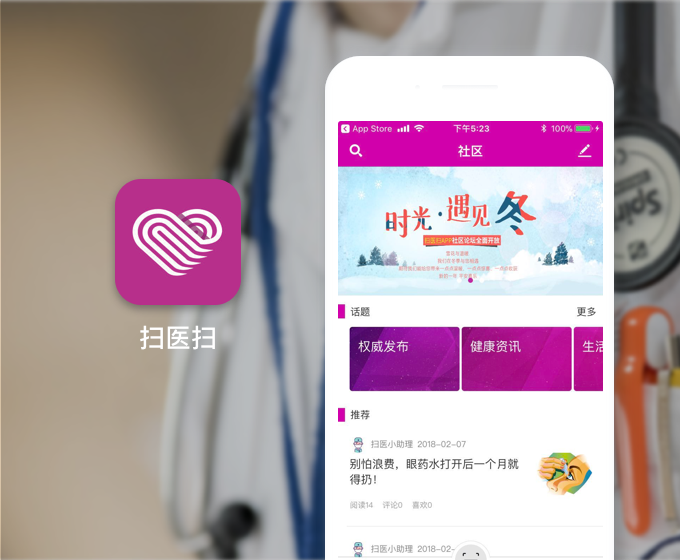 扫医扫
App Store
下午5:23
100%
社区
时光·遇见冬
扫医扫APP社区论坛全面开放
话题
更多
权威发布
健康资讯
生活
推荐
扫医小助理 2018-02-07
别怕浪费，眼药水打开后一个月就
得扔！
阅读14 评论0 喜欢0
扫医小助理 2018-02-
Spirit